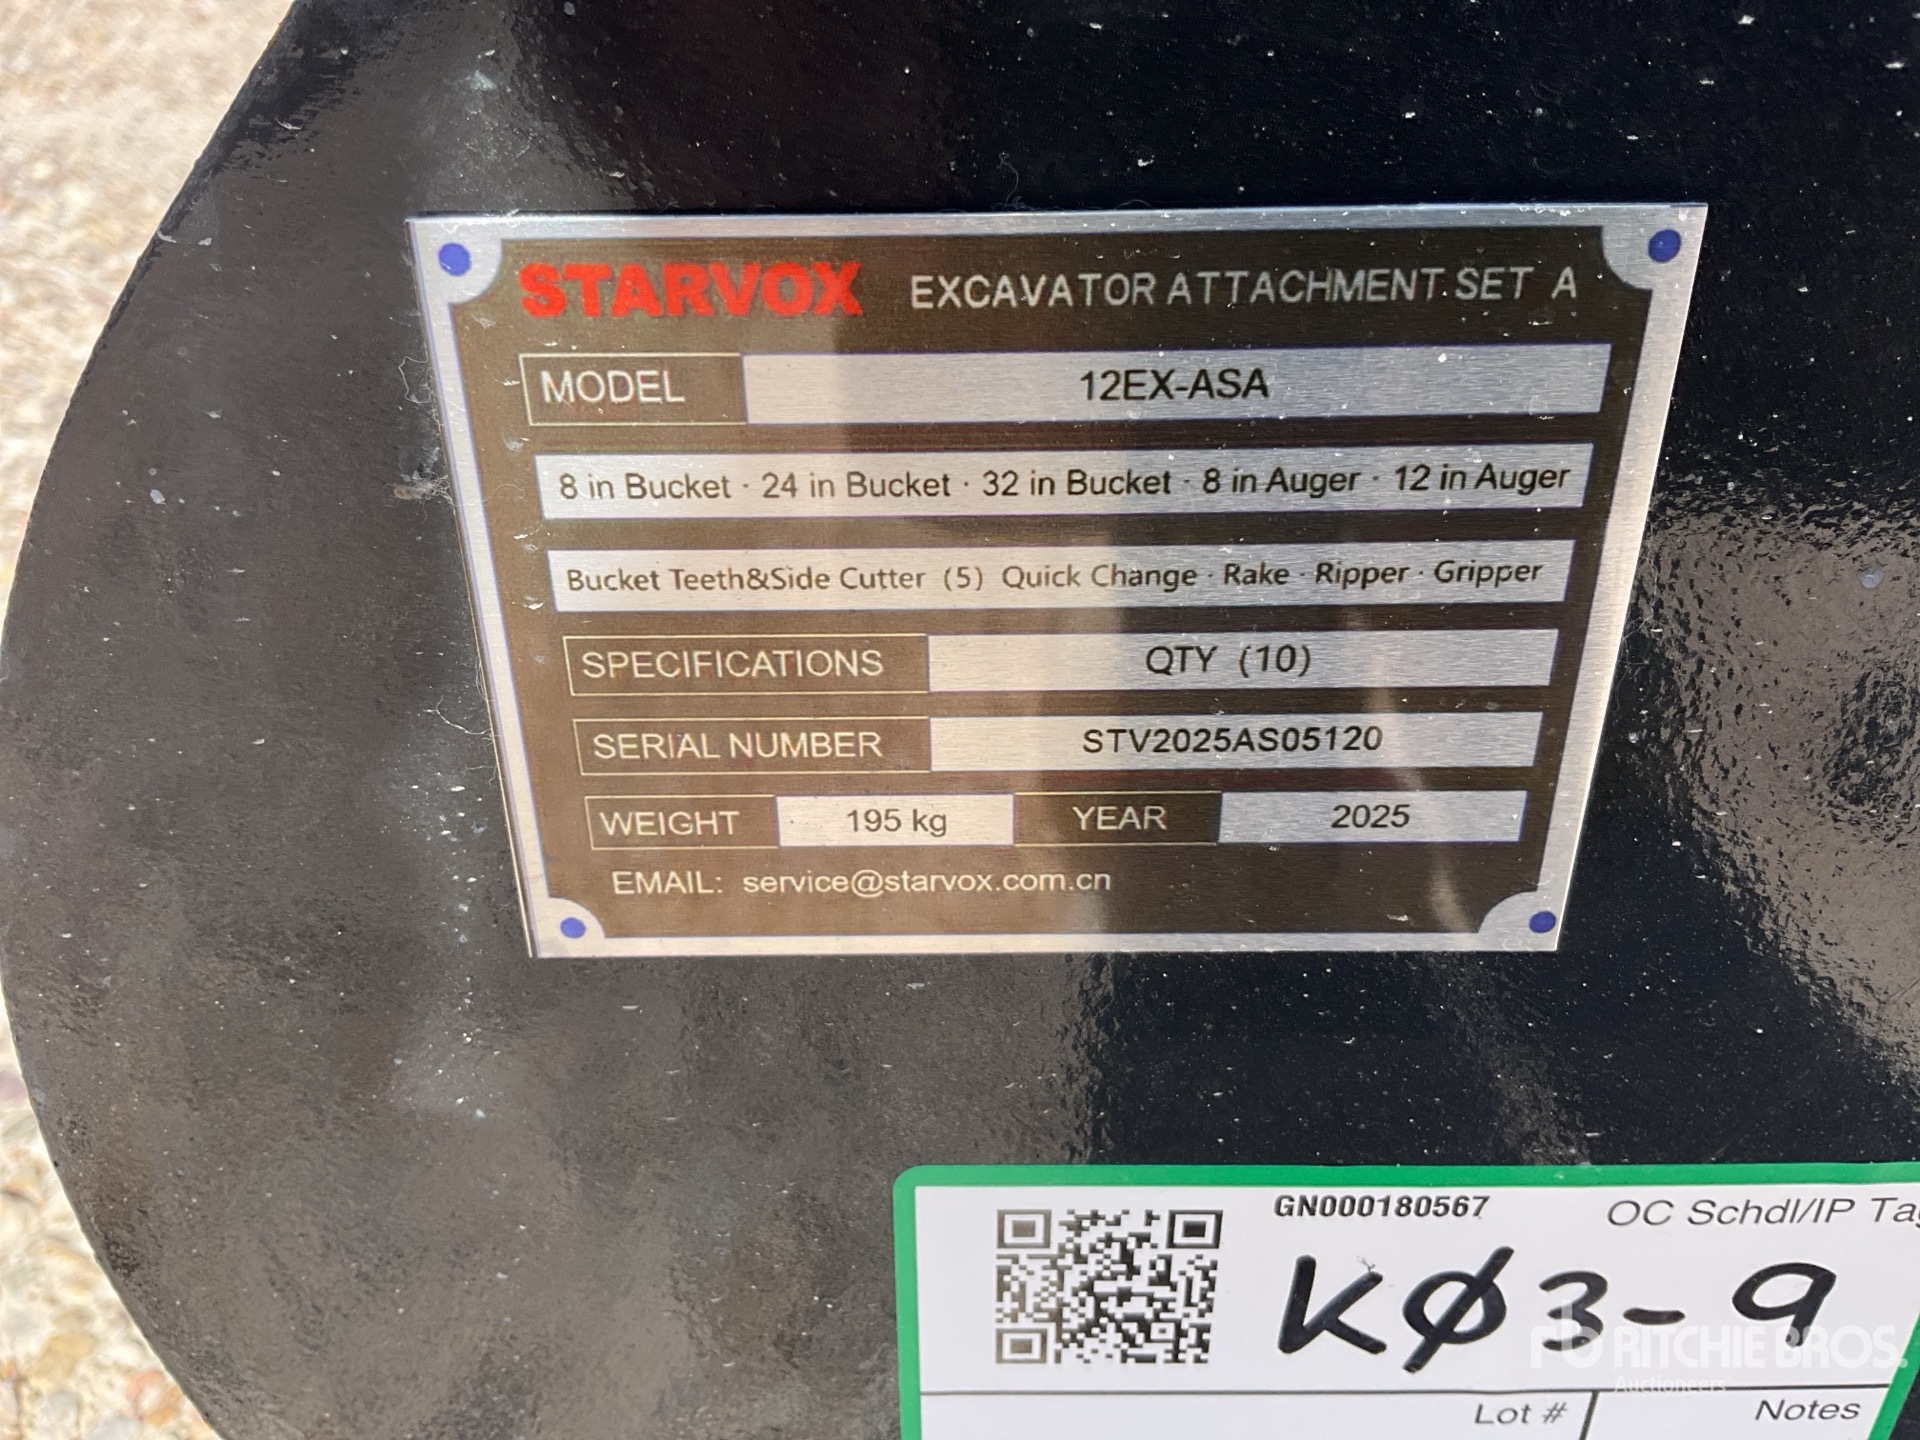 STARVOX EXCAVATOR ATTACHMENT SET A
MODEL 12EX-ASA
8 in Bucket · 24 in Bucket · 32 in Bucket · 8 in Auger · 12 in Auger
Bucket Teeth&Side Cutter (5) Quick Change · Rake · Ripper · Gripper
SPECIFICATIONS QTY (10)
SERIAL NUMBER STV2025AS05120
WEIGHT 195 kg YEAR 2025
EMAIL: service@starvox.com.cn
GN000180567 OC Schdl/IP Tag
KØ3-9
rb RITCHIE BROS.
Auctioneers
Lot # Notes